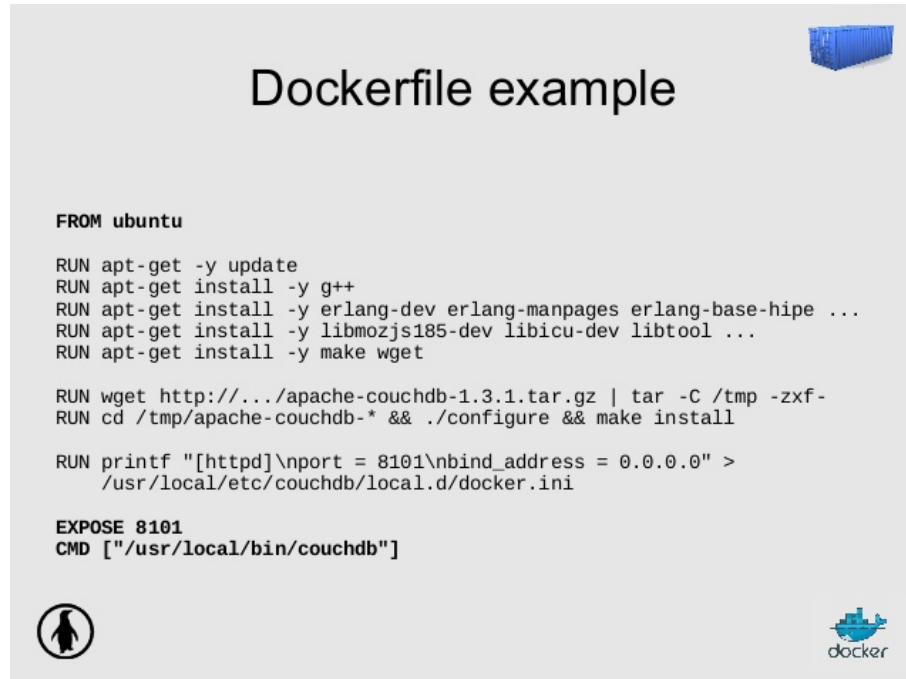 Dockerfile example
FROM ubuntu
RUN apt-get -y update
RUN apt-get install -y g++
RUN apt-get install -y erlang-dev erlang-manpages erlang-base-hipe ...
RUN apt-get install -y libmozjs185-dev libicu-dev libtool ...
RUN apt-get install -y make wget
RUN wget http://.../apache-couchdb-1.3.1.tar.gz | tar -C /tmp -zxf-
RUN cd /tmp/apache-couchdb-* && ./configure && make install
RUN printf "[httpd]\nport = 8101\nbind_address = 0.0.0.0" >
/usr/local/etc/couchdb/local.d/docker.ini
EXPOSE 8101
CMD ["/usr/local/bin/couchdb"]
docker